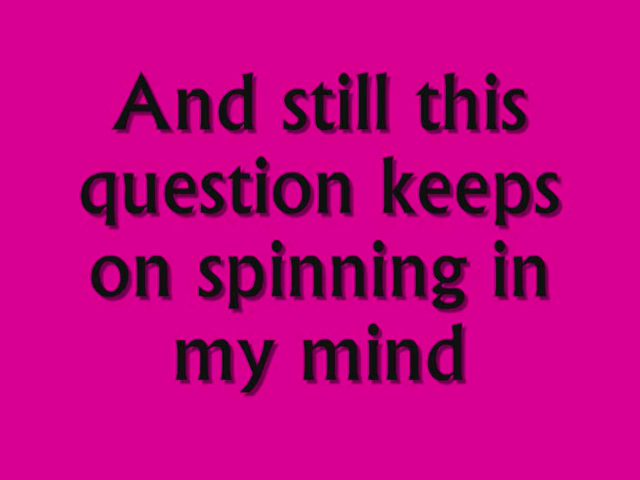 And still this
question keeps
on spinning in
my mind